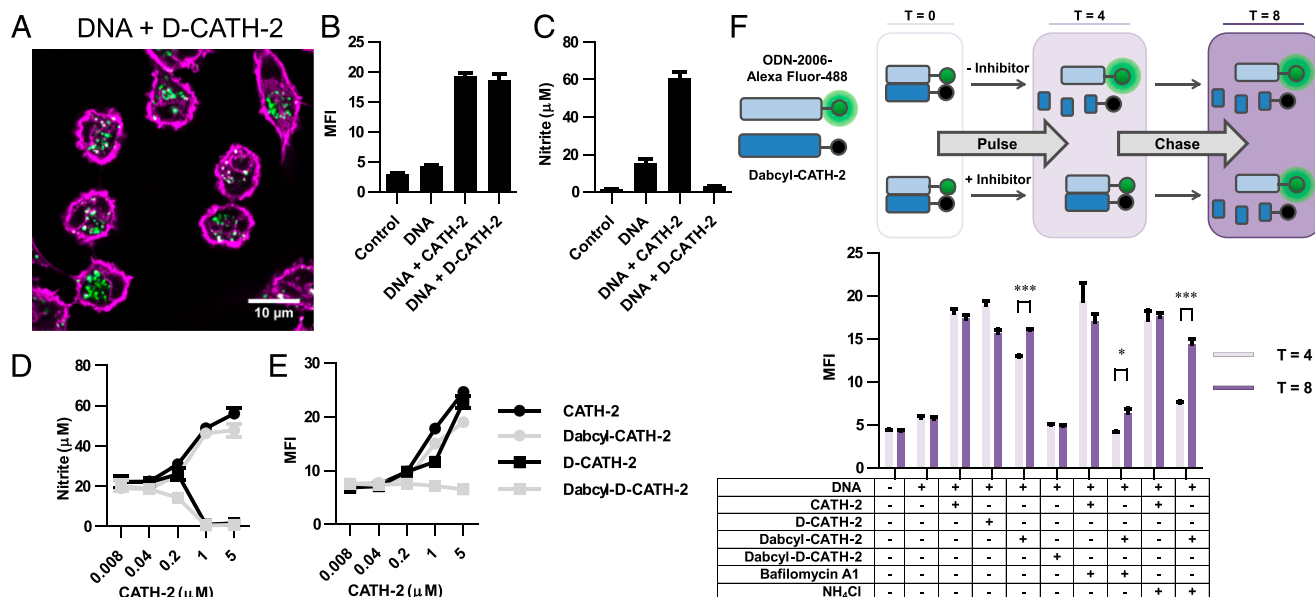 A DNA + D-CATH-2
10 µm
B
MFI
25
20
15
10
5
0
Control
DNA
DNA + CATH-2
DNA + D-CATH-2
C
Nitrite (µM)
80
60
40
20
0
Control
DNA
DNA + CATH-2
DNA + D-CATH-2
D
Nitrite (µM)
80
60
40
20
0
0.008
0.04
0.2
1
5
CATH-2 (µM)
E
MFI
30
20
10
0
0.008
0.04
0.2
1
5
CATH-2 (µM)
CATH-2
Dabcyl-CATH-2
D-CATH-2
Dabcyl-D-CATH-2
F
T = 0 T = 4 T = 8
ODN-2006-
Alexa Fluor-488
Dabcyl-CATH-2
- Inhibitor
Pulse Chase
+ Inhibitor
MFI
25
20
15
10
5
0
***
*
***
T = 4
T = 8
DNA - + + + + + + + + +
CATH-2 - - + - - - + - + -
D-CATH-2 - - - + - - - - - -
Dabcyl-CATH-2 - - - - + - - + - +
Dabcyl-D-CATH-2 - - - - - + - - - -
Bafilomycin A1 - - - - - - + + - -
NH₄Cl - - - - - - - - + +